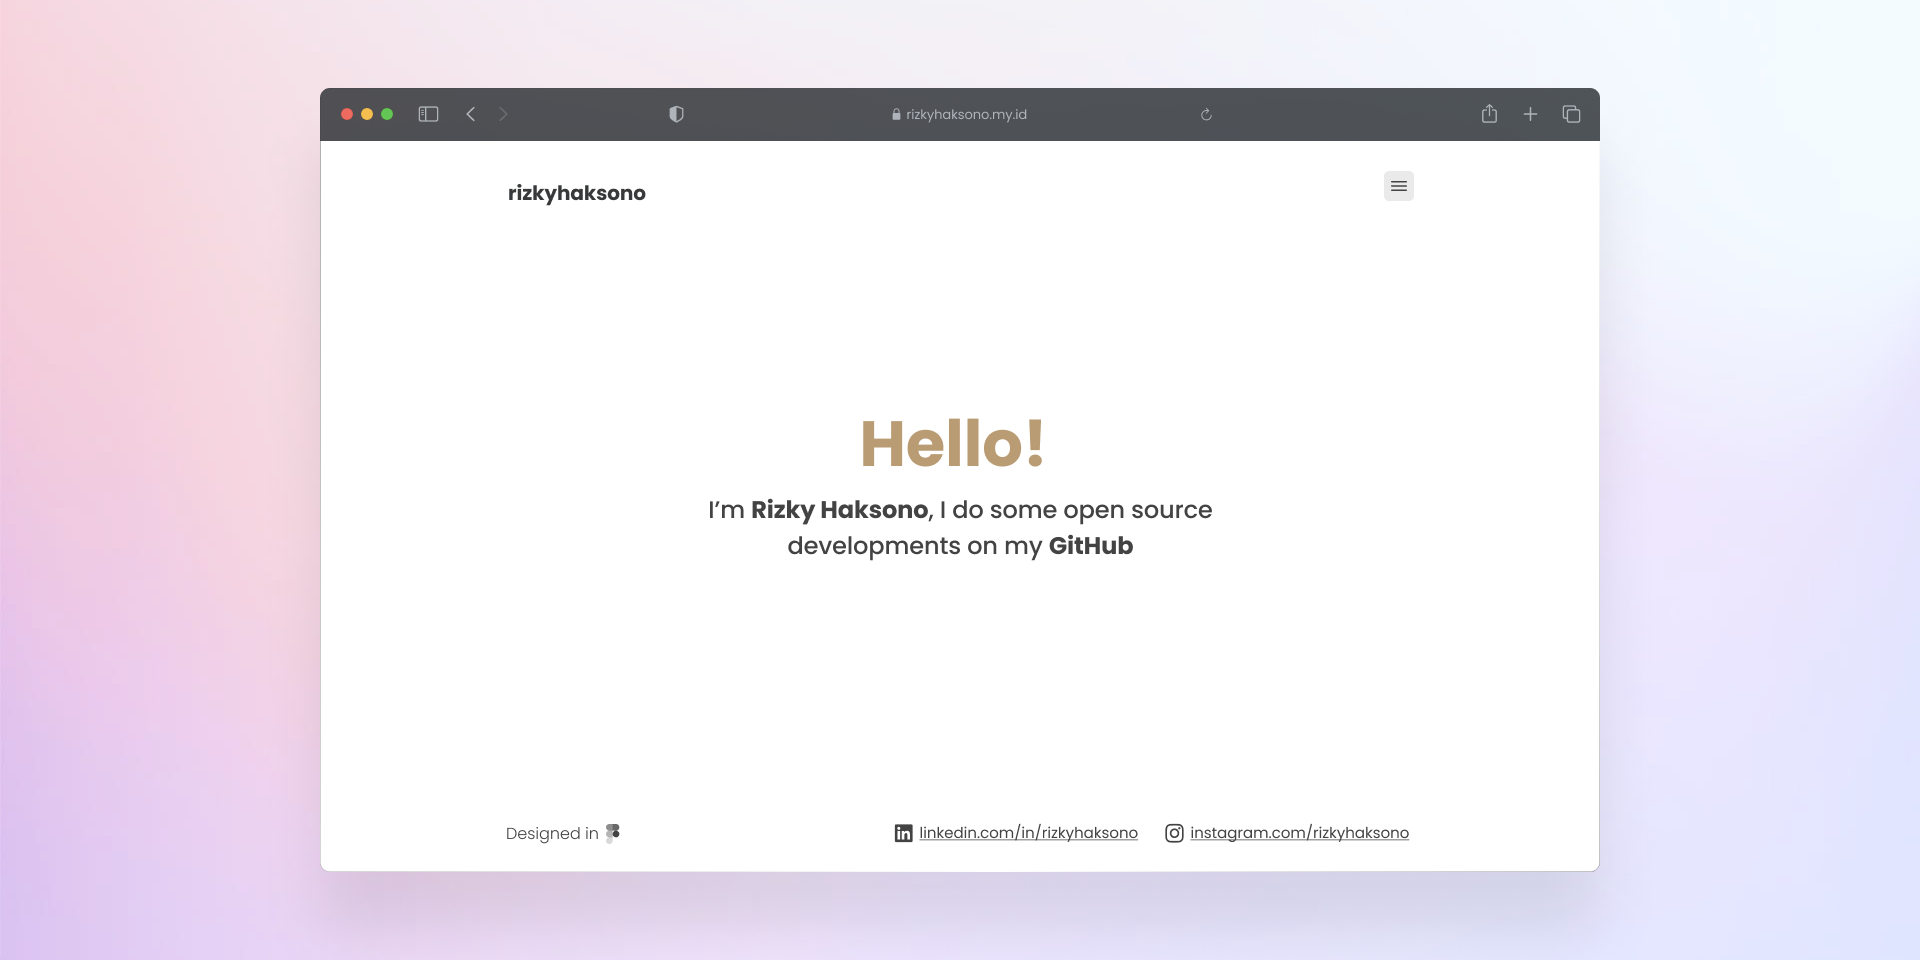 rizkyhaksono.my.id
rizkyhaksono
Hello!
I’m Rizky Haksono, I do some open source
developments on my GitHub
Designed in
linkedin.com/in/rizkyhaksono
instagram.com/rizkyhaksono